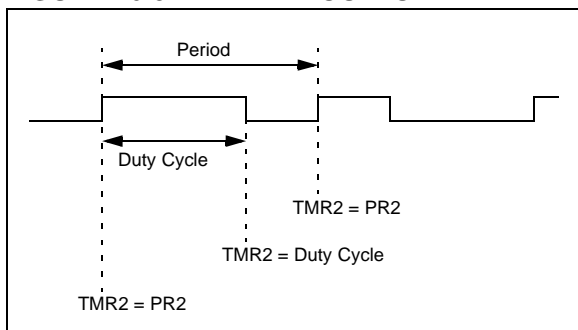 Period
Duty Cycle
TMR2 = PR2
TMR2 = Duty Cycle
TMR2 = PR2